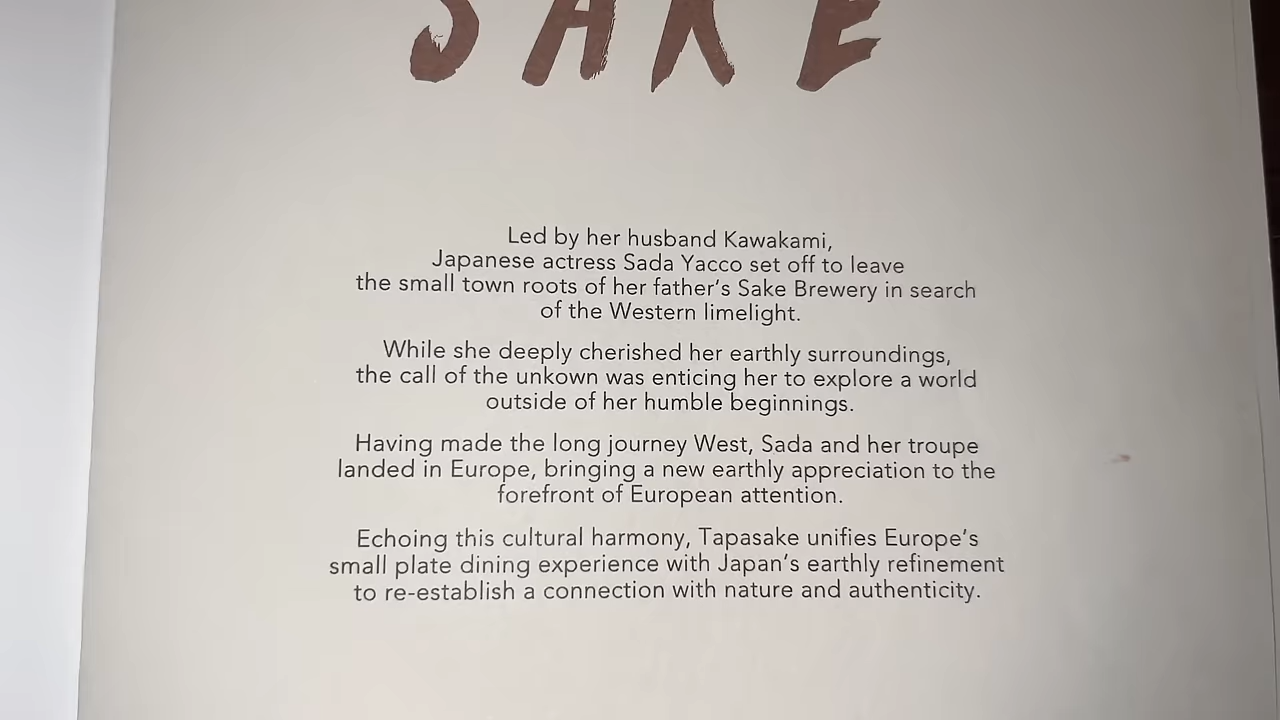 SAKE
Led by her husband Kawakami,
Japanese actress Sada Yacco set off to leave
the small town roots of her father's Sake Brewery in search
of the Western limelight.
While she deeply cherished her earthly surroundings,
the call of the unkown was enticing her to explore a world
outside of her humble beginnings.
Having made the long journey West, Sada and her troupe
landed in Europe, bringing a new earthly appreciation to the
forefront of European attention.
Echoing this cultural harmony, Tapasake unifies Europe's
small plate dining experience with Japan's earthly refinement
to re-establish a connection with nature and authenticity.